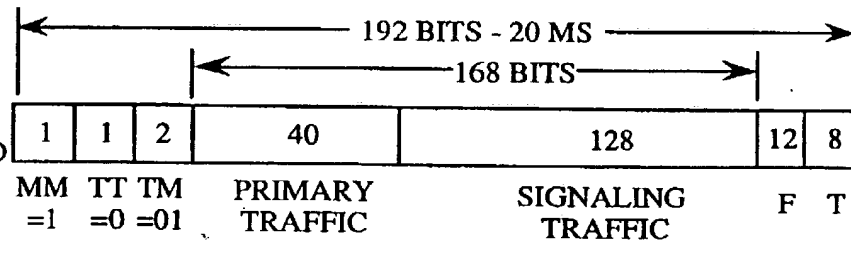 192 BITS - 20 MS
168 BITS
1 1 2 40 128 12 8
MM TT TM PRIMARY SIGNALING F T
=1 =0 =01 TRAFFIC TRAFFIC